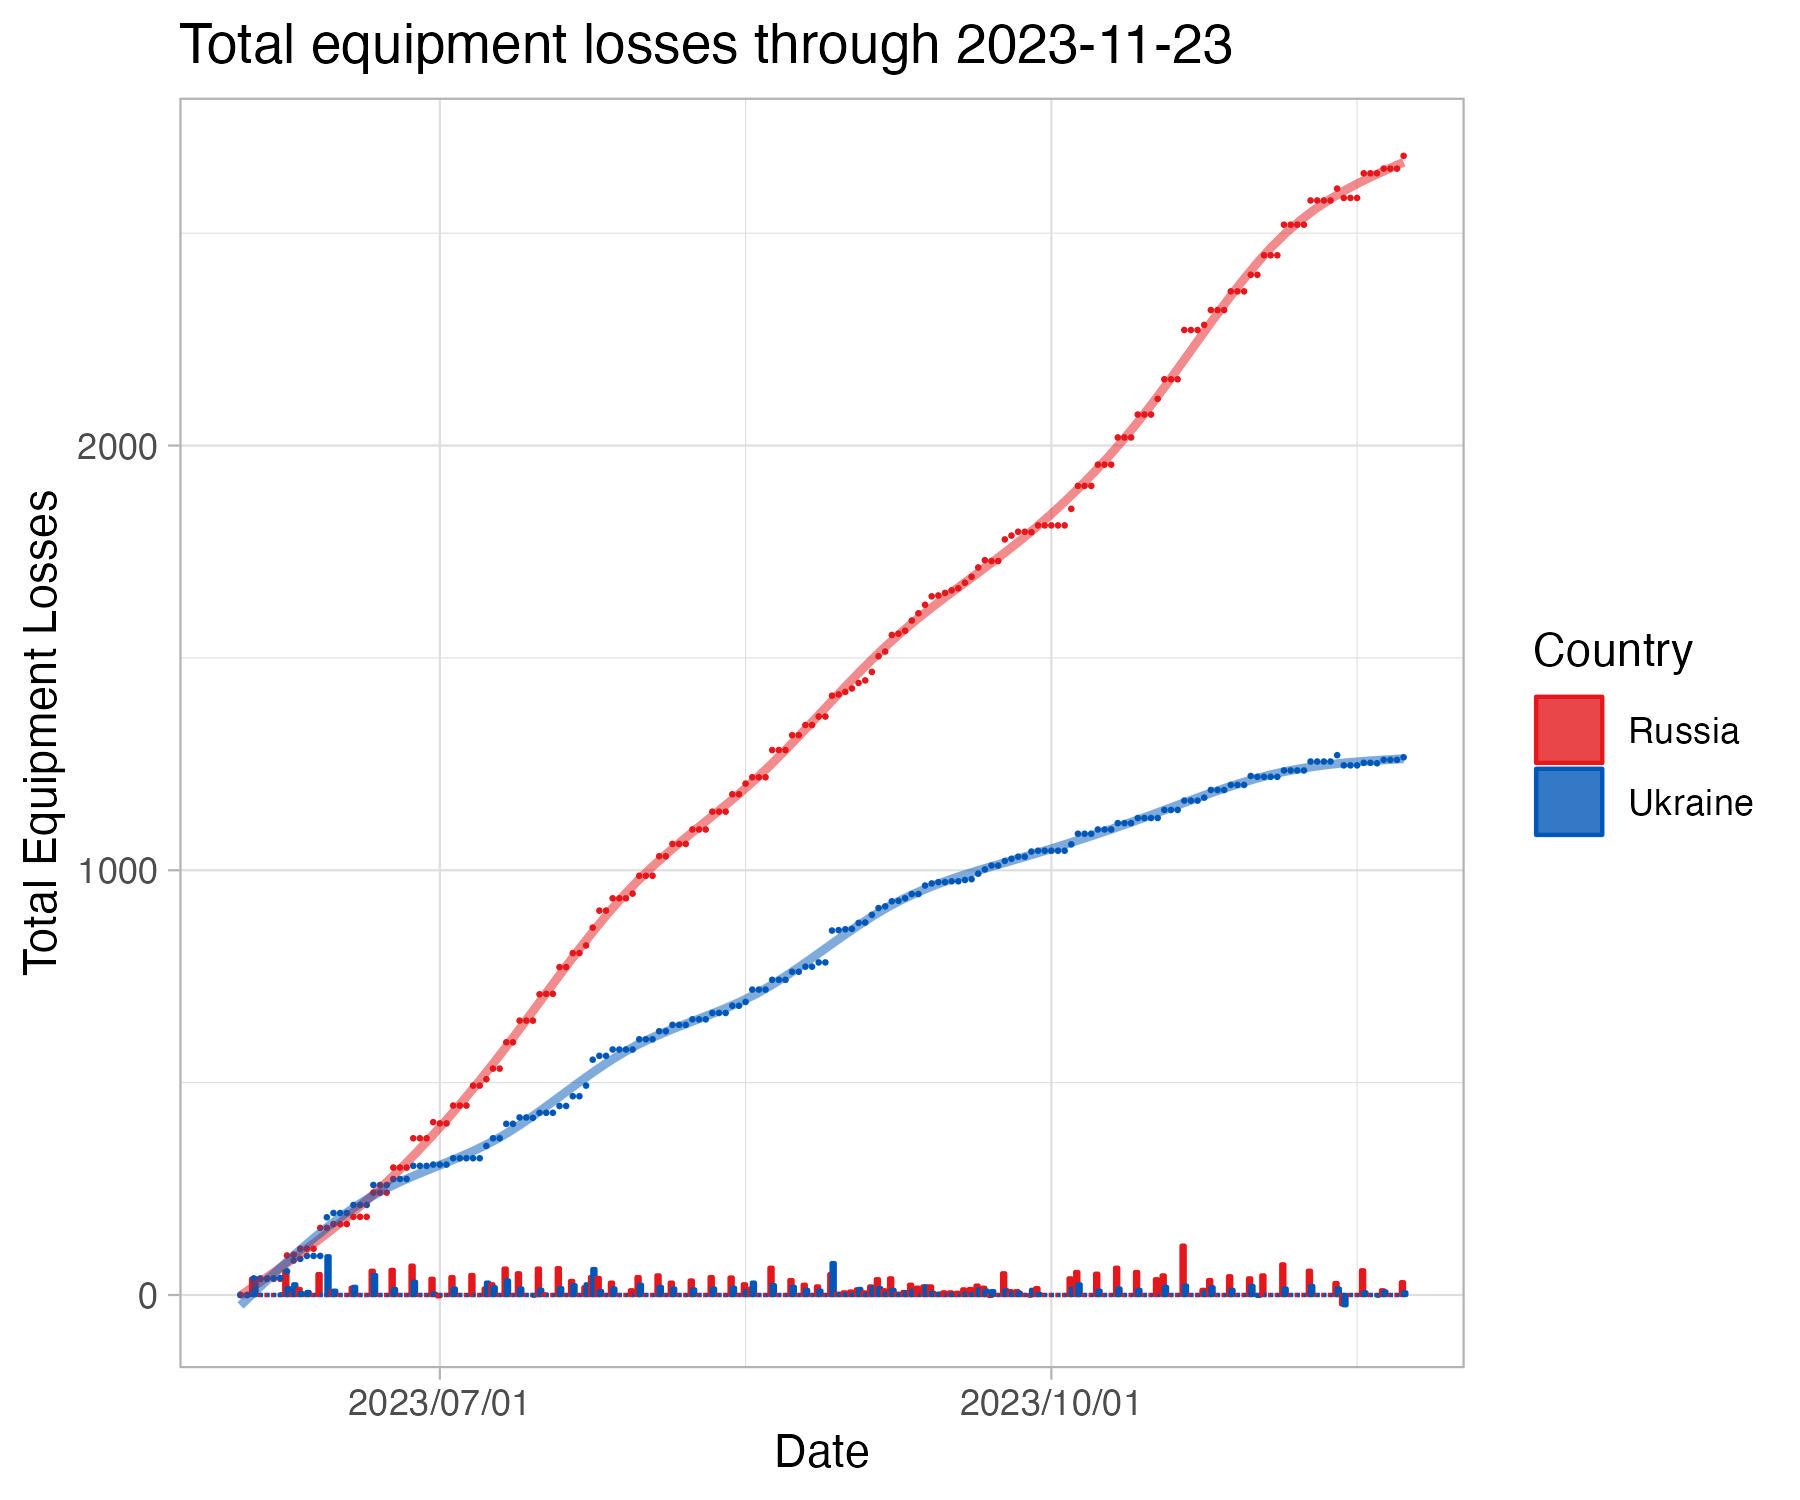 Total equipment losses through 2023-11-23
Total Equipment Losses
2000
1000
0
2023/07/01
2023/10/01
Date
Country
Russia
Ukraine